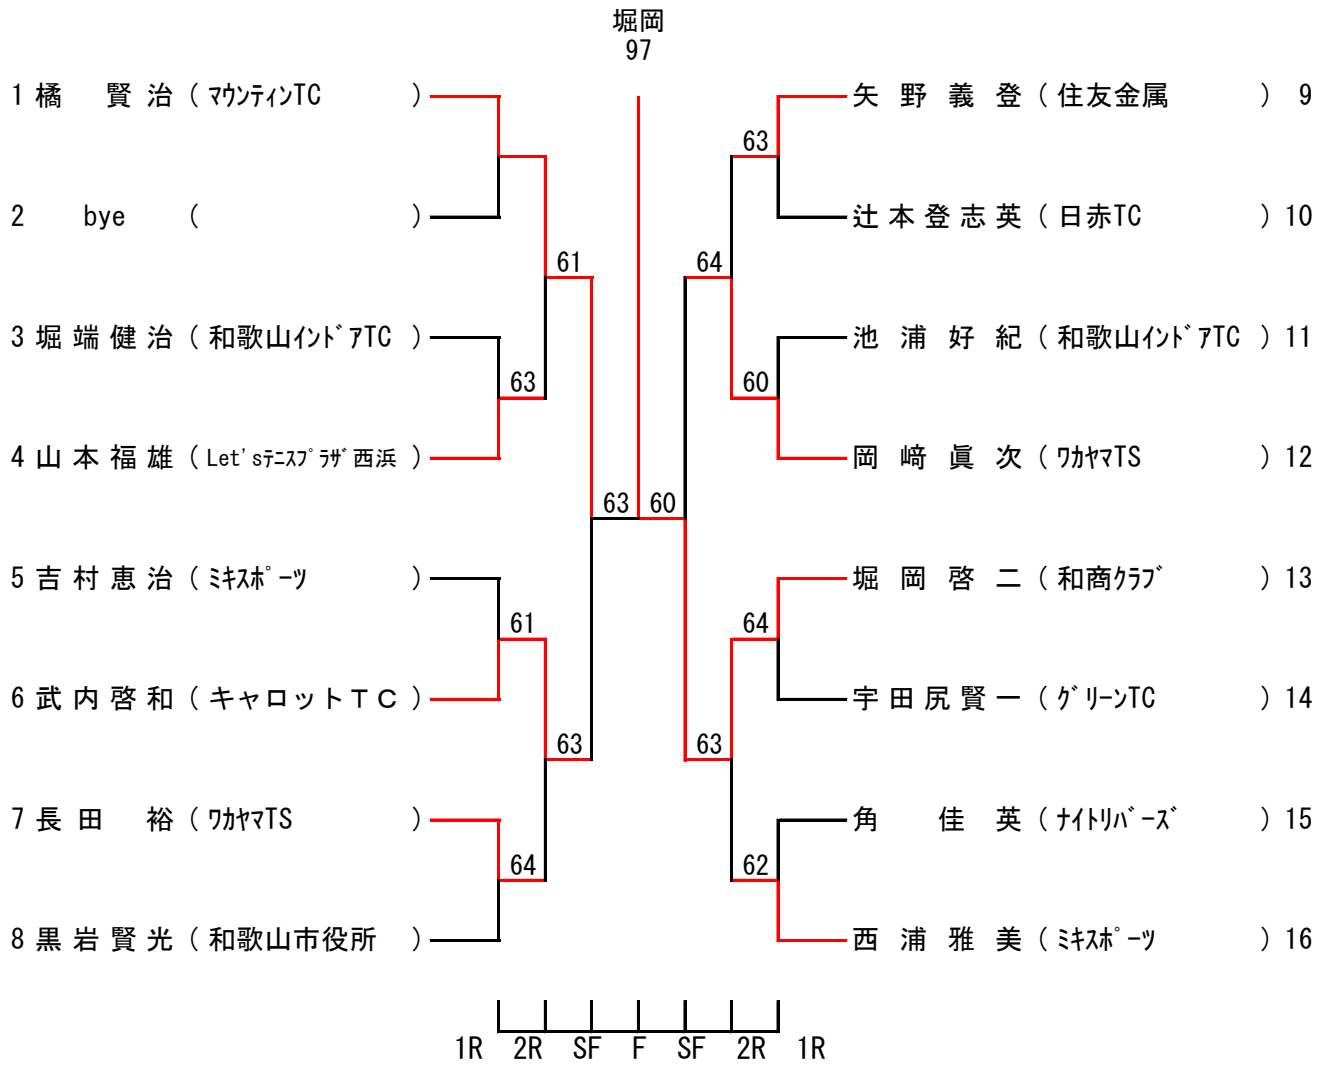 堀岡
97
1 橘 賢 治 ( ﾏｳﾝﾃｨﾝTC )
矢 野 義 登 ( 住友金属 ) 9
63
2 bye ( )
辻 本 登 志 英 ( 日赤TC ) 10
61
64
3 堀 端 健 治 ( 和歌山ｲﾝﾄﾞｱTC )
池 浦 好 紀 ( 和歌山ｲﾝﾄﾞｱTC ) 11
63
60
4 山 本 福 雄 ( Let'sﾃﾆｽﾌﾟﾗｻﾞ西浜 )
岡 﨑 眞 次 ( ﾜｶﾔﾏTS ) 12
63
60
5 吉 村 恵 治 ( ﾐｷｽﾎﾟｰﾂ )
堀 岡 啓 二 ( 和商ｸﾗﾌﾞ ) 13
61
64
6 武 内 啓 和 ( キャロットＴＣ )
宇 田 尻 賢 一 ( ｸﾞﾘｰﾝTC ) 14
63
63
7 長 田 裕 ( ﾜｶﾔﾏTS )
角 佳 英 ( ﾅｲﾄﾘﾊﾞｰｽﾞ ) 15
64
62
8 黒 岩 賢 光 ( 和歌山市役所 )
西 浦 雅 美 ( ﾐｷｽﾎﾟｰﾂ ) 16
1R 2R SF F SF 2R 1R